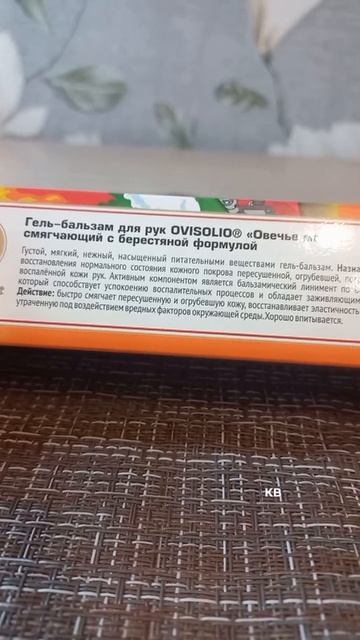 Гель-бальзам для рук OVISOLIO® «Овечье
смягчающий с берестяной формулой
Густой, мягкий, нежный, насыщенный питательными веществами гель-бальзам.
восстановления нормального состояния кожного покрова пересушенной, огрубевшей,
воспалённой кожи рук. Активным компонентом является бальзамический линимент по
который способствует успокоению воспалительных процессов и обладает
Действие: быстро смягчает пересушенную и огрубевшую кожу, восстанавливает эластичность
утраченную под воздействием вредных факторов окружающей среды. Хорошо впитывается.
КВ